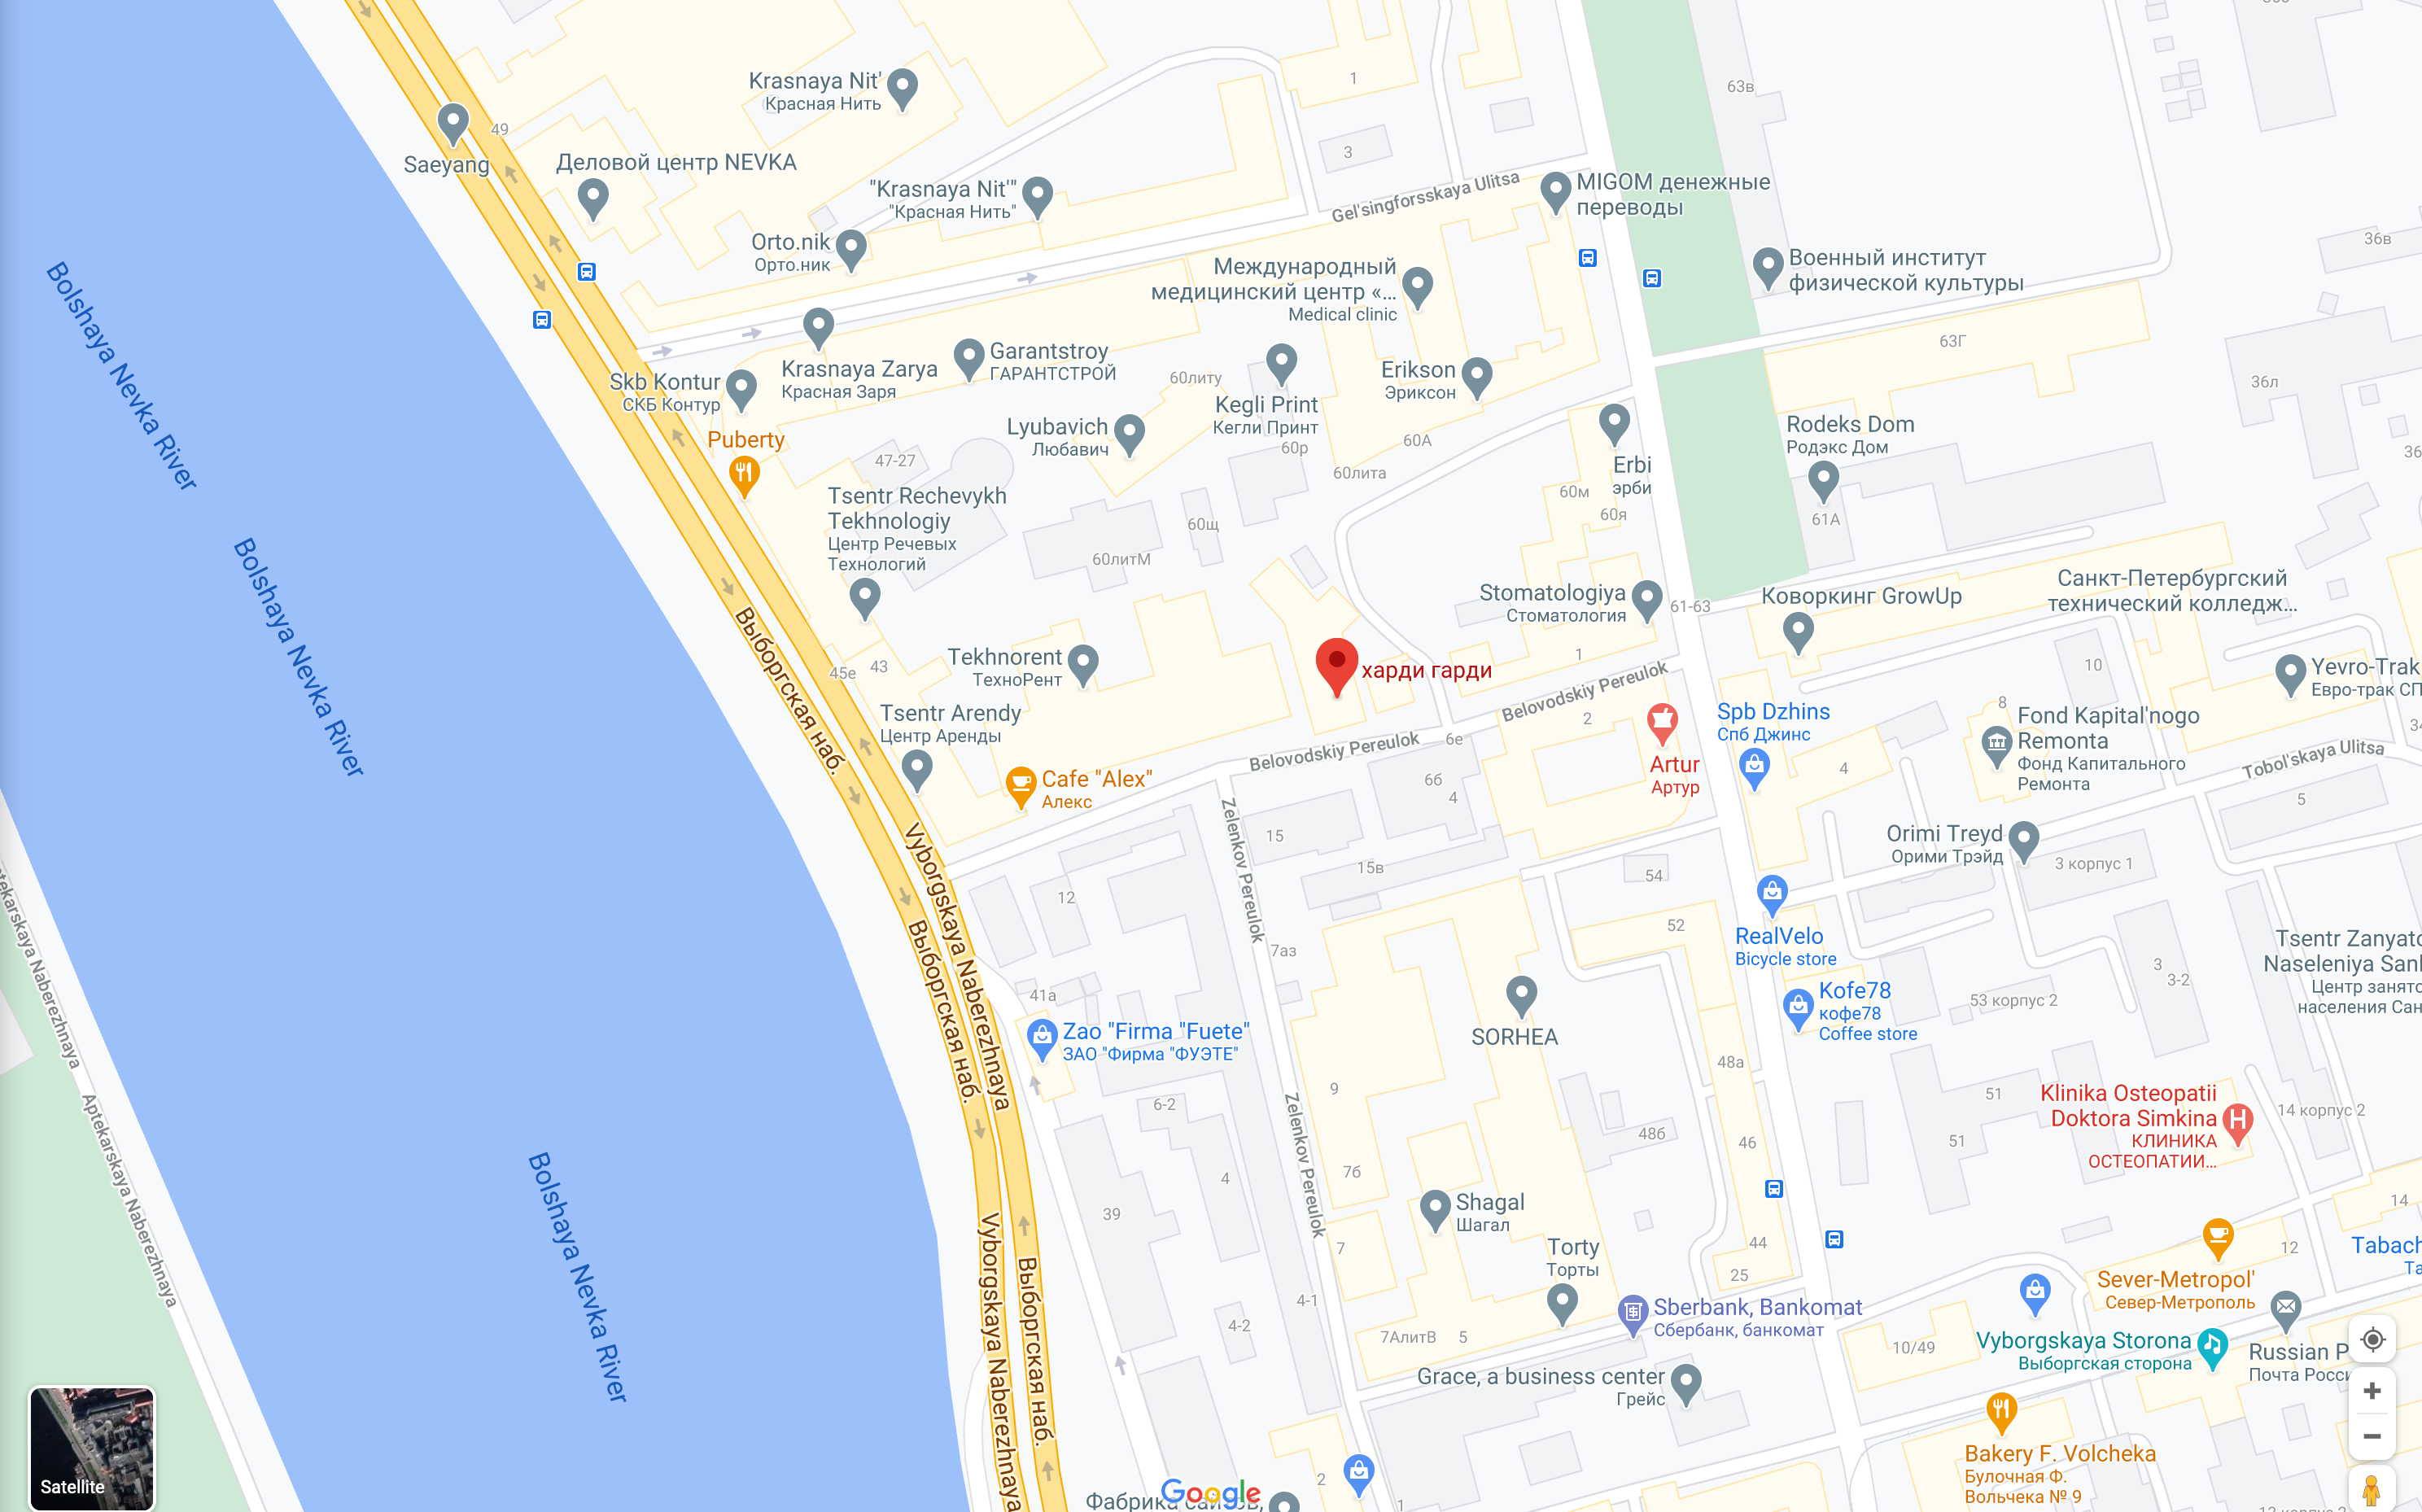 Krasnaya Nit'
Красная Нить
1
63в
Saeyang
49
Деловой центр NEVKA
"Krasnaya Nit'"
"Красная Нить"
3
Gel'singforsskaya Ulitsa
MIGOM денежные
переводы
Orto.nik
Орто.ник
Международный
медицинский центр «...
Medical clinic
Военный институт
физической культуры
36в
Bolshaya Nevka River
Krasnaya Zarya
Красная Заря
Garantstroy
ГАРАНТСТРОЙ
60литу
Kegli Print
Кегли Принт
60р
Erikson
Эриксон
63Г
36л
Skb Kontur
СКБ Контур
Puberty
Lyubavich
Любавич
60А
60лита
Rodeks Dom
Родэкс Дом
61А
36
47-27
Erbi
эрби
60м
60я
Tsentr Rechevykh
Tekhnologiy
Центр Речевых
Технологий
60щ
60литМ
Bolshaya Nevka River
Stomatologiya
Стоматология
61-63
Коворкинг GrowUp
Санкт-Петербургский
технический колледж...
Выборгская наб.
45е
43
Tekhnorent
ТехноРент
харди гарди
1
Belovodskiy Pereulok
10
Yevro-Trak
Евро-трак СП
Tsentr Arendy
Центр Аренды
2
Spb Dzhins
Спб Джинс
8
Fond Kapital'nogo
Remonta
Фонд Капитального
Ремонта
34
Tobol'skaya Ulitsa
Belovodskiy Pereulok
6е
Artur
Артур
Cafe "Alex"
Алекс
6б
4
4
5
Zelenkov Pereulok
15
15в
Orimi Treyd
Орими Трэйд
3 корпус 1
Vyborgskaya Naberezhnaya
12
54
52
RealVelo
Bicycle store
Выборгская наб.
7аз
Tsentr Zanyato
Naseleniya Sanl
Центр занято
населения Сан
3
3-2
41а
SORHEA
Kofe78
кофе78
Coffee store
53 корпус 2
Aptekarskaya Naberezhnaya
Zao "Firma "Fuete"
ЗАО "Фирма "ФУЭТЕ"
48а
9
51
6-2
Klinika Osteopatii
Doktora Simkina
КЛИНИКА
ОСТЕОПАТИИ...
14 корпус 2
48б
46
51
Aptekarskaya Naberezhnaya
Zelenkov Pereulok
7б
4
39
Shagal
Шагал
14
Bolshaya Nevka River
Vyborgskaya Naberezhnaya
Выборгская наб.
7
Torty
Торты
44
25
12
Tabach
Та
Sever-Metropol'
Север-Метрополь
4-1
4-2
7АлитВ
5
Sberbank, Bankomat
Сбербанк, банкомат
10/49
Vyborgskaya Storona
Выборгская сторона
Russian P
Почта Росси
Grace, a business center
Грейс
Bakery F. Volcheka
Булочная Ф.
Вольчека № 9
2
1
Satellite
Google